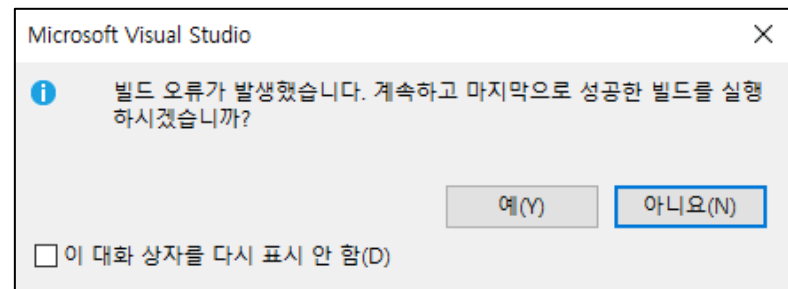 Microsoft Visual Studio
빌드 오류가 발생했습니다. 계속하고 마지막으로 성공한 빌드를 실행
하시겠습니까?
예(Y)
아니요(N)
이 대화 상자를 다시 표시 안 함(D)